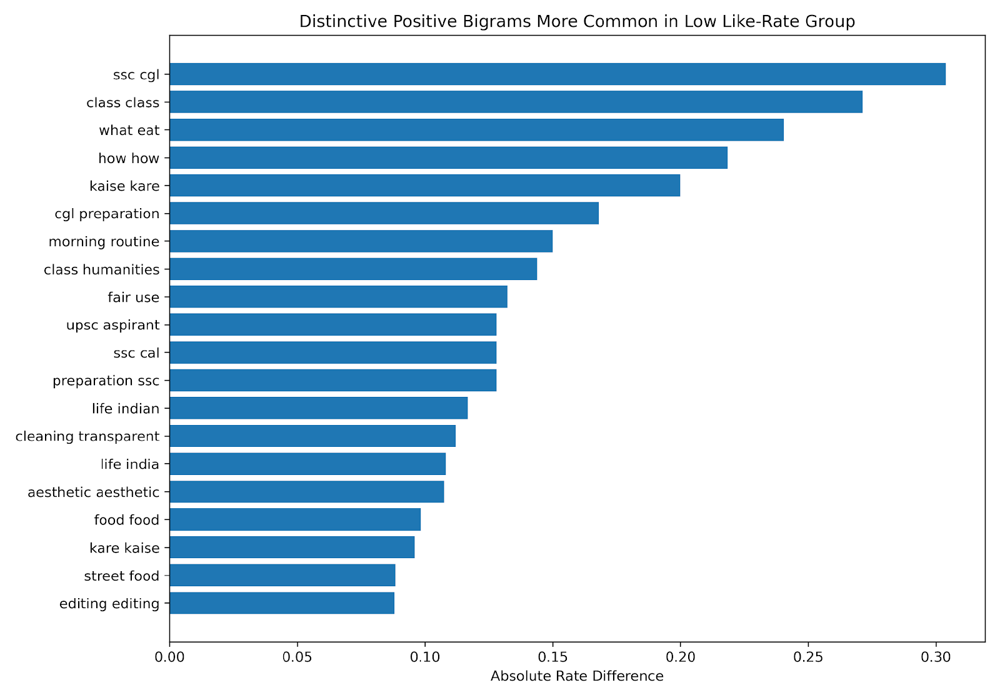 Distinctive Positive Bigrams More Common in Low Like-Rate Group
ssc cgl
class class
what eat
how how
kaise kare
cgl preparation
morning routine
class humanities
fair use
upsc aspirant
ssc cal
preparation ssc
life indian
cleaning transparent
life india
aesthetic aesthetic
food food
kare kaise
street food
editing editing
0.00 0.05 0.10 0.15 0.20 0.25 0.30
Absolute Rate Difference